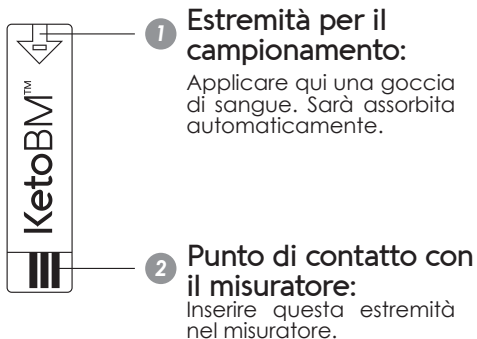 KetoBM™
1
Estremità per il
campionamento:
Applicare qui una goccia
di sangue. Sarà assorbita
automaticamente.
2
Punto di contatto con
il misuratore:
Inserire questa estremità
nel misuratore.